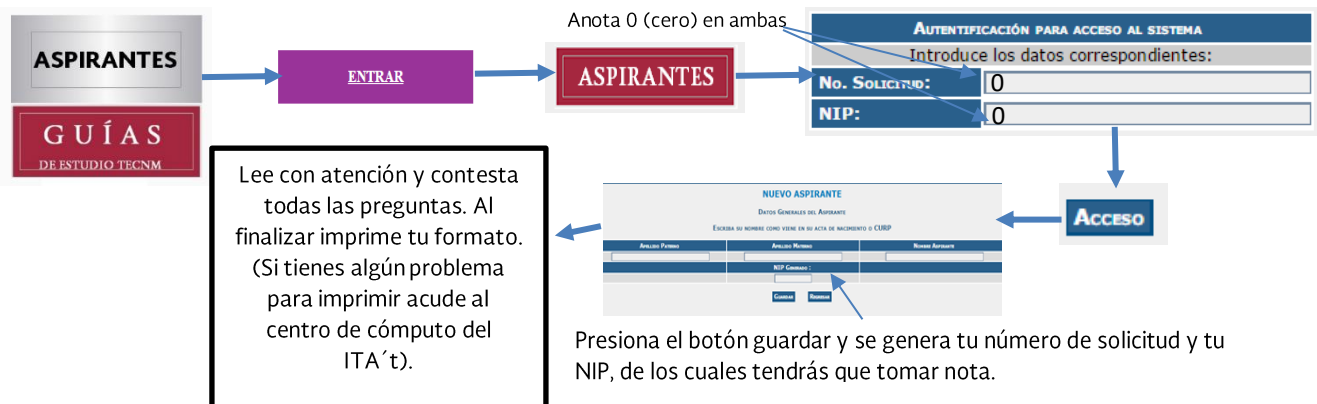 Anota 0 (cero) en ambas
ASPIRANTES
GUÍAS
DE ESTUDIO TECNM
ENTRAR
ASPIRANTES
AUTENTIFICACIÓN PARA ACCESO AL SISTEMA
Introduce los datos correspondientes:
NO. SOLICITUD: 0
NIP: 0
ACCESO
NUEVO ASPIRANTE
DATOS GENERALES DEL ASPIRANTE
ESCRIBA SU NOMBRE COMO VIENE EN SU ACTA DE NACIMIENTO O CURP
APELLIDO PATERNO APELLIDO MATERNO NOMBRE ASPIRANTE
NIP GENERADO :
GUARDAR REGRESAR
Presiona el botón guardar y se genera tu número de solicitud y tu
NIP, de los cuales tendrás que tomar nota.
Lee con atención y contesta
todas las preguntas. Al
finalizar imprime tu formato.
(Si tienes algún problema
para imprimir acude al
centro de cómputo del
ITA´t).